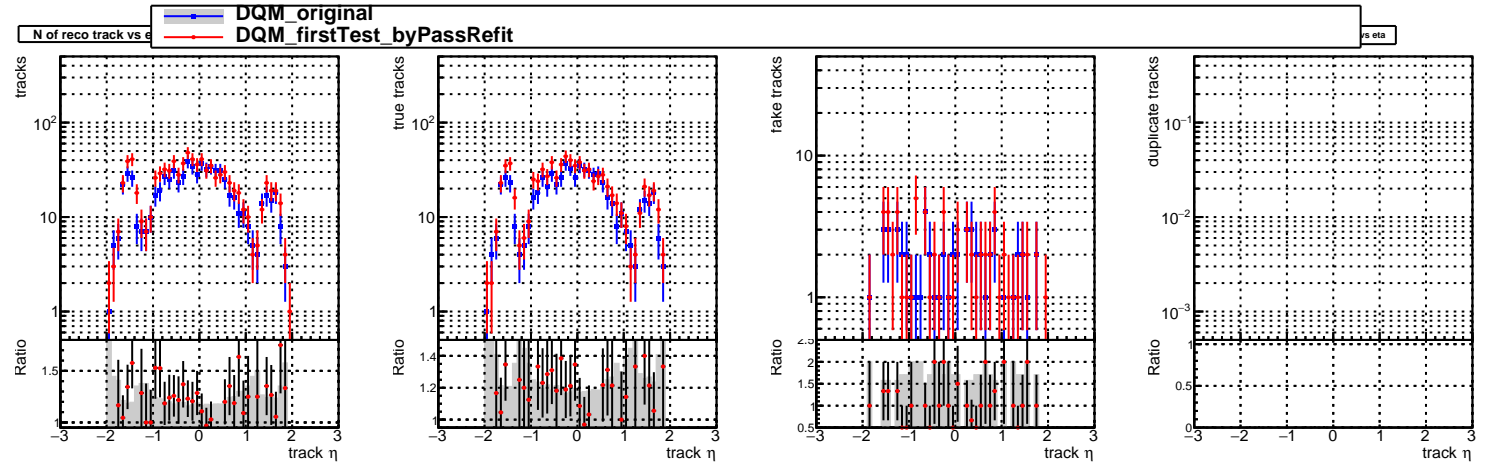 DQM_original
DQM_firstTest_byPassRefit
N of reco track vs e
vs eta
tracks
10²
10
1
Ratio
1.5
1
−3 −2 −1 0 1 2 3
track η
true tracks
10²
10
1
Ratio
1.4
1.2
1
−3 −2 −1 0 1 2 3
track η
fake tracks
10
1
Ratio
2.5
2
1.5
1
0.5
−3 −2 −1 0 1 2 3
track η
duplicate tracks
10⁻¹
10⁻²
10⁻³
Ratio
1
0.5
0
−3 −2 −1 0 1 2 3
track η